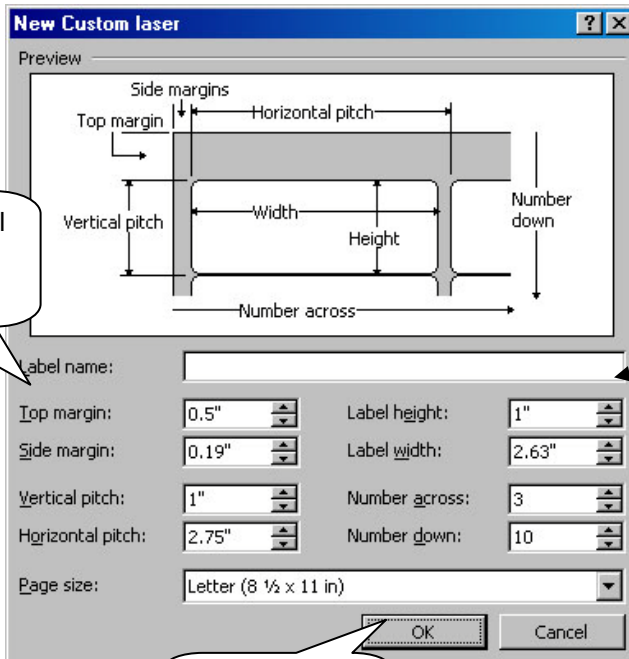 New Custom laser
Preview
Side margins
Top margin
Horizontal pitch
Vertical pitch
Width
Height
Number
down
Number across
Label name:
Top margin: 0.5" Label height: 1"
Side margin: 0.19" Label width: 2.63"
Vertical pitch: 1" Number across: 3
Horizontal pitch: 2.75" Number down: 10
Page size: Letter (8 ½ x 11 in)
OK Cancel